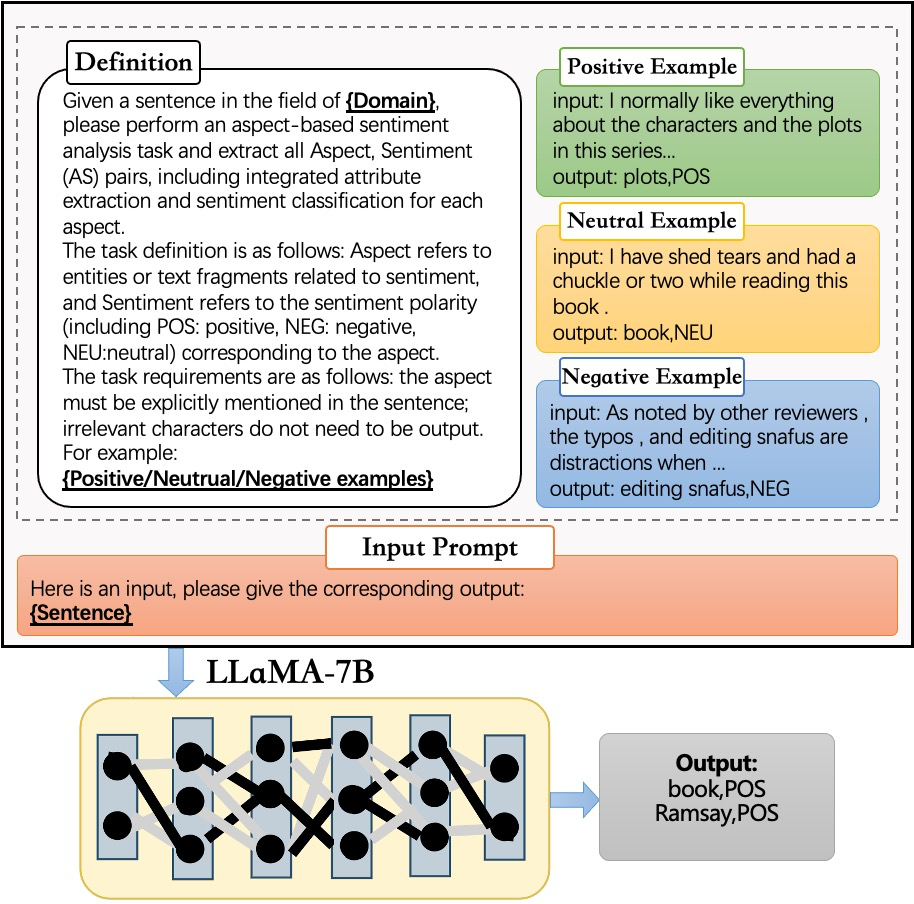 Definition
Given a sentence in the field of {Domain},
please perform an aspect-based sentiment
analysis task and extract all Aspect, Sentiment
(AS) pairs, including integrated attribute
extraction and sentiment classification for each
aspect.
The task definition is as follows: Aspect refers to
entities or text fragments related to sentiment,
and Sentiment refers to the sentiment polarity
(including POS: positive, NEG: negative,
NEU:neutral) corresponding to the aspect.
The task requirements are as follows: the aspect
must be explicitly mentioned in the sentence;
irrelevant characters do not need to be output.
For example:
{Positive/Neutrual/Negative examples}
Positive Example
input: I normally like everything
about the characters and the plots
in this series...
output: plots,POS
Neutral Example
input: I have shed tears and had a
chuckle or two while reading this
book .
output: book,NEU
Negative Example
input: As noted by other reviewers ,
the typos , and editing snafus are
distractions when ...
output: editing snafus,NEG
Input Prompt
Here is an input, please give the corresponding output:
{Sentence}
LLaMA-7B
Output:
book,POS
Ramsay,POS